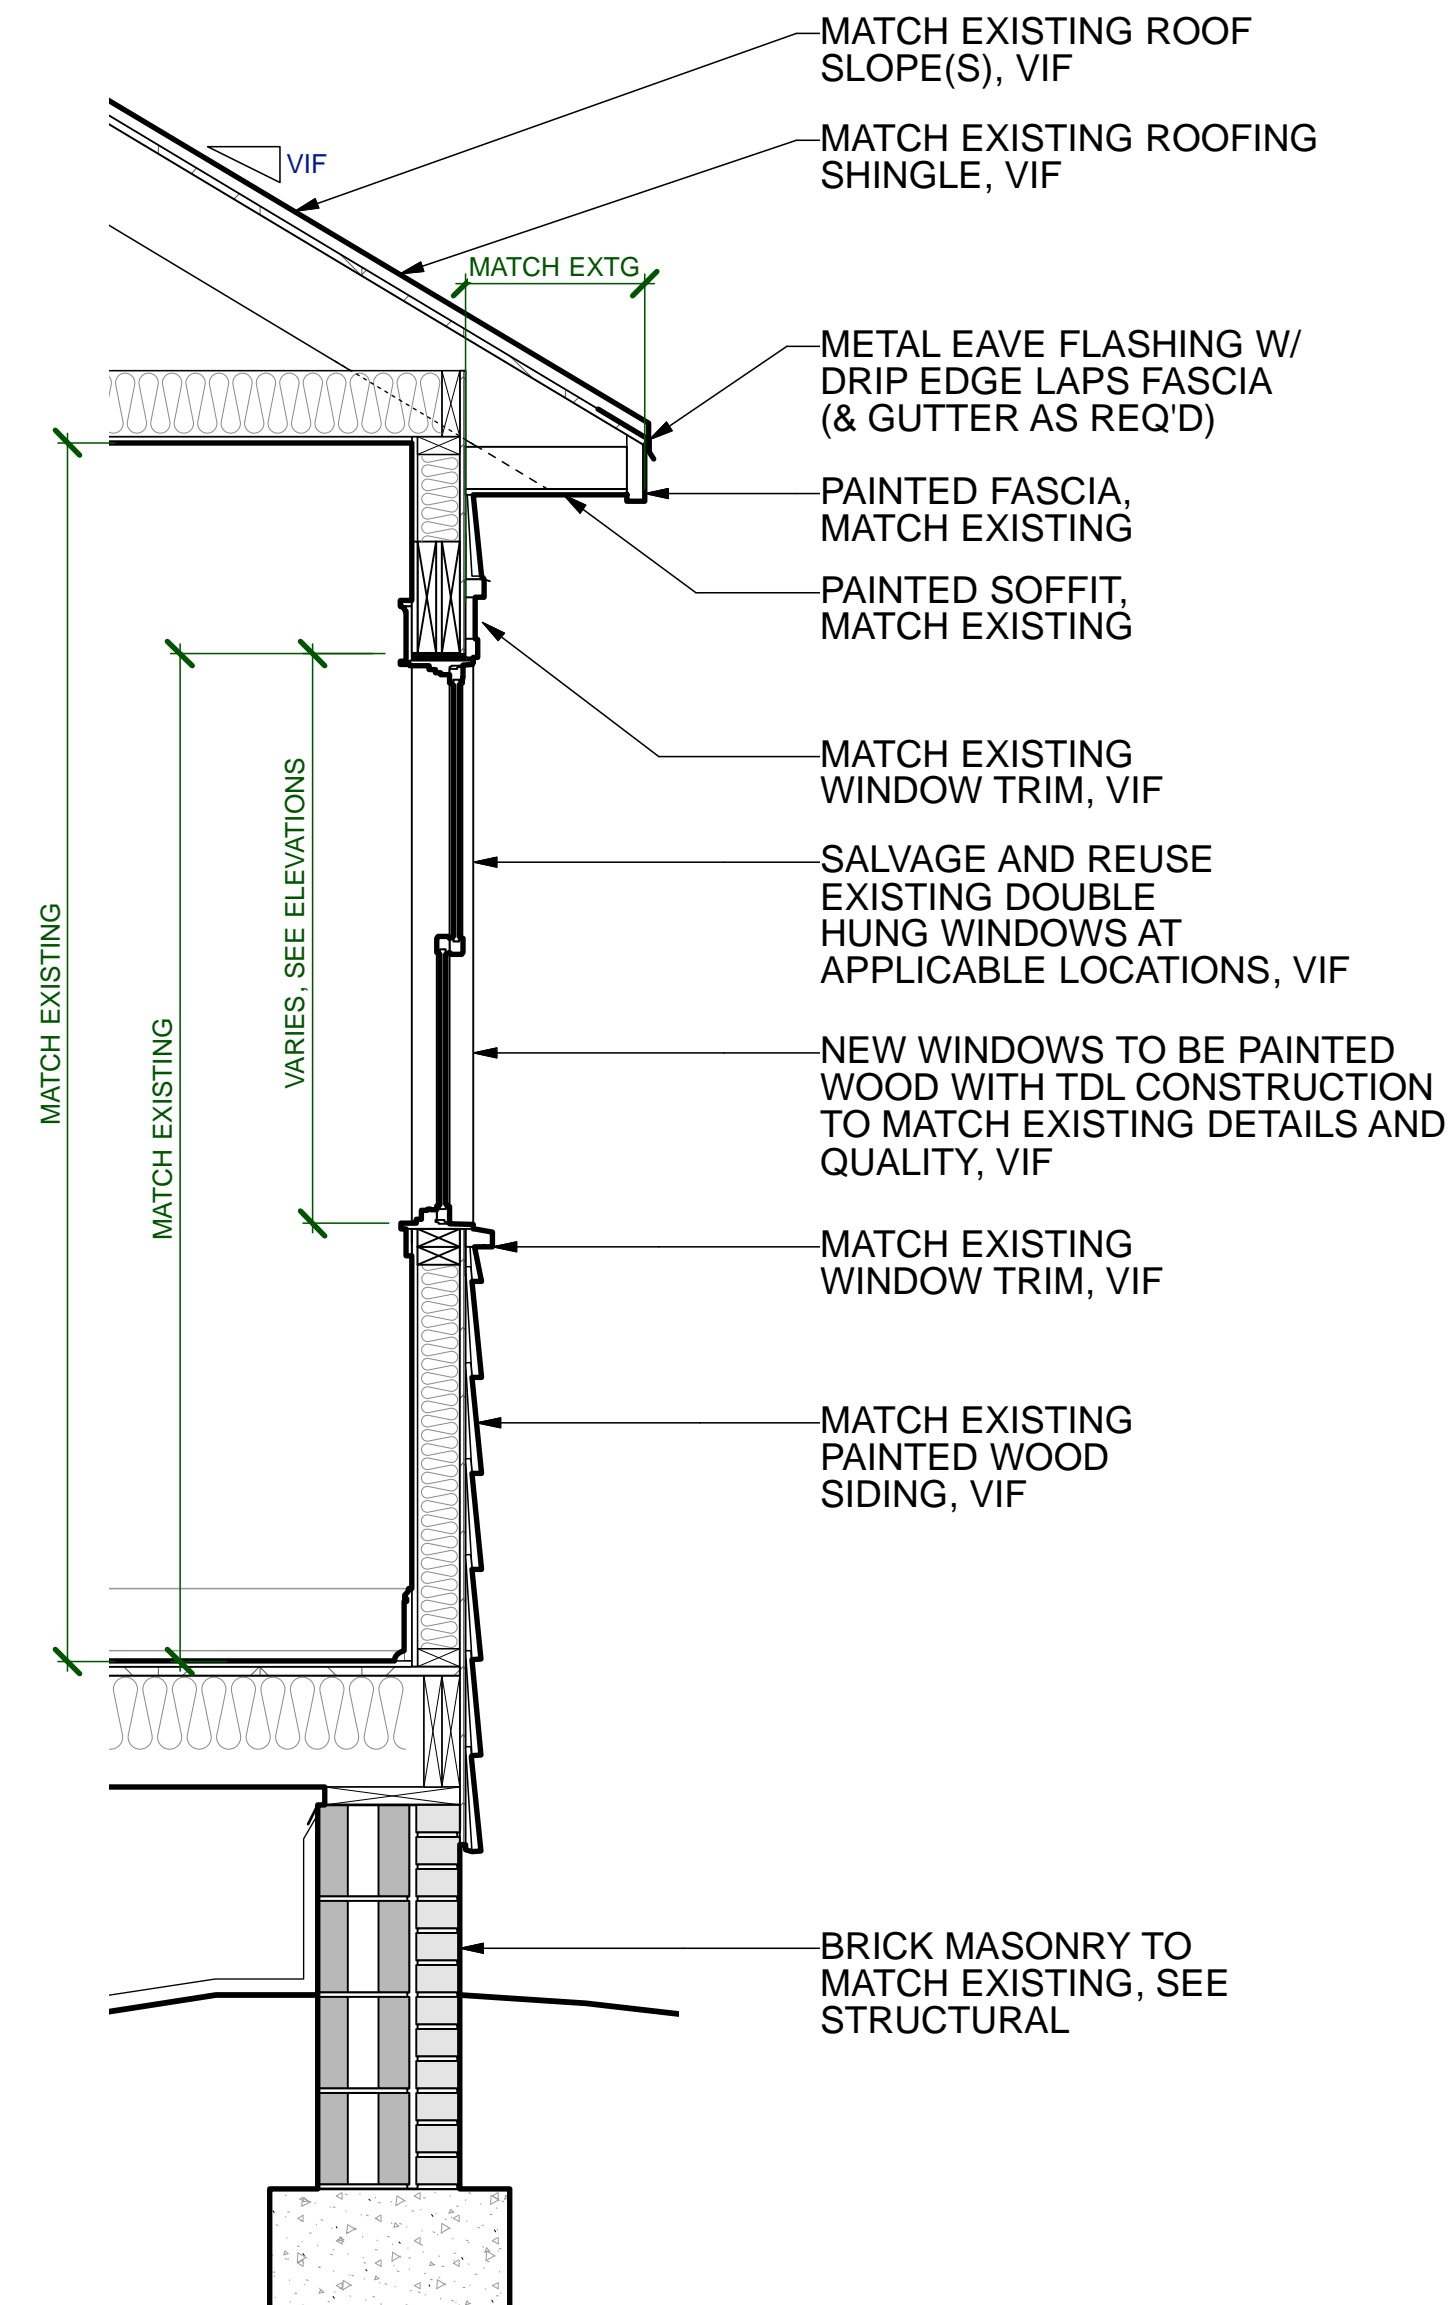 MATCH EXISTING ROOF
SLOPE(S), VIF
MATCH EXISTING ROOFING
SHINGLE, VIF
VIF
MATCH EXTG
METAL EAVE FLASHING W/
DRIP EDGE LAPS FASCIA
(& GUTTER AS REQ'D)
PAINTED FASCIA,
MATCH EXISTING
PAINTED SOFFIT,
MATCH EXISTING
MATCH EXISTING
WINDOW TRIM, VIF
SALVAGE AND REUSE
EXISTING DOUBLE
HUNG WINDOWS AT
APPLICABLE LOCATIONS, VIF
NEW WINDOWS TO BE PAINTED
WOOD WITH TDL CONSTRUCTION
TO MATCH EXISTING DETAILS AND
QUALITY, VIF
MATCH EXISTING
WINDOW TRIM, VIF
MATCH EXISTING
PAINTED WOOD
SIDING, VIF
BRICK MASONRY TO
MATCH EXISTING, SEE
STRUCTURAL
MATCH EXISTING
MATCH EXISTING
VARIES, SEE ELEVATIONS